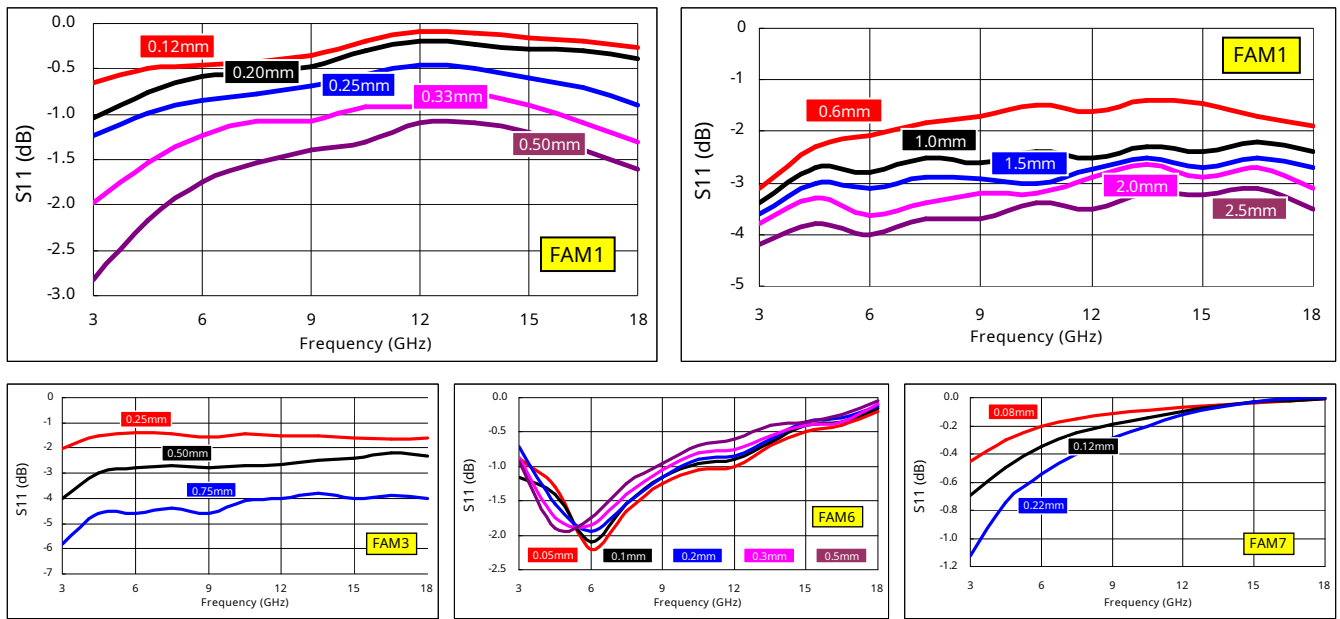 0.0
-0.5
-1.0
-1.5
-2.0
-2.5
-3.0
S11 (dB)
0.12mm
0.20mm
0.25mm
0.33mm
0.50mm
FAM1
3 6 9 12 15 18
Frequency (GHz)
0
-1
-2
-3
-4
-5
S11 (dB)
FAM1
0.6mm
1.0mm
1.5mm
2.0mm
2.5mm
3 6 9 12 15 18
Frequency (GHz)
0
-1
-2
-3
-4
-5
-6
-7
S11 (dB)
0.25mm
0.50mm
0.75mm
FAM3
3 6 9 12 15 18
Frequency (GHz)
0.0
-0.5
-1.0
-1.5
-2.0
-2.5
S11 (dB)
FAM6
0.05mm 0.1mm 0.2mm 0.3mm 0.5mm
3 6 9 12 15 18
Frequency (GHz)
0.0
-0.2
-0.4
-0.6
-0.8
-1.0
-1.2
S11 (dB)
0.08mm
0.12mm
0.22mm
FAM7
3 6 9 12 15 18
Frequency (GHz)